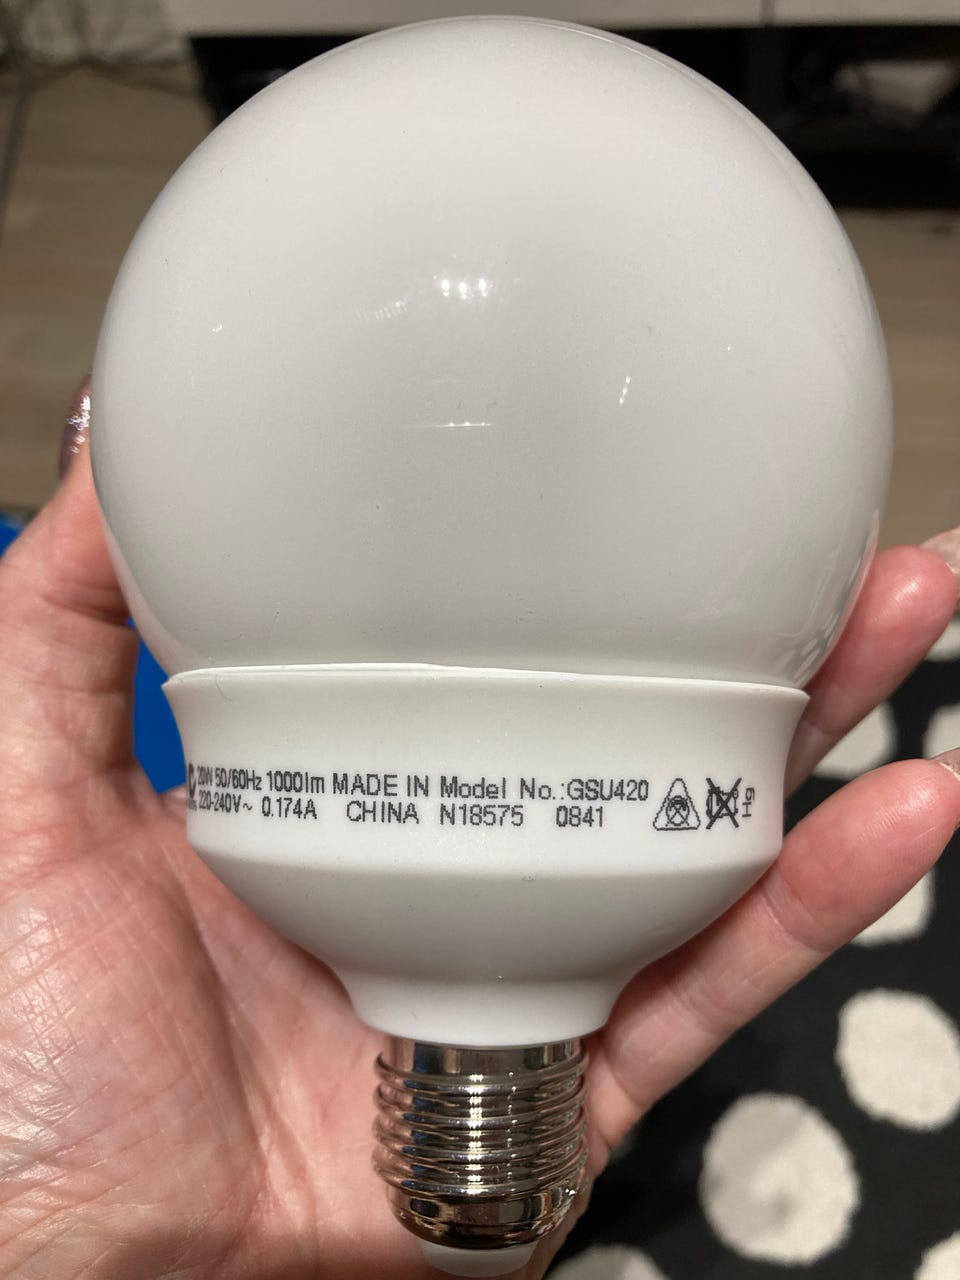 20W 50/60Hz 1000lm MADE IN Model No.:GSU420
220-240V~ 0.174A CHINA N18575 0841
Hg